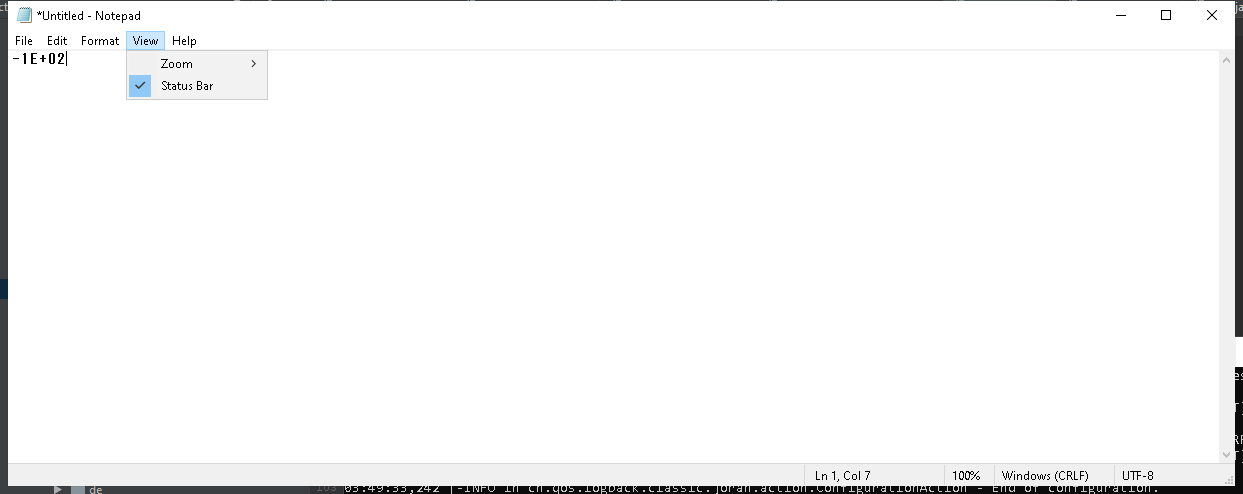 *Untitled - Notepad
File Edit Format View Help
-1E+02
Zoom
Status Bar
Ln 1, Col 7 100% Windows (CRLF) UTF-8
de
103 03:49:33,242 |-INFO in ch.qos.logback.classic.joran.action.ConfigurationAction - End of configuration.